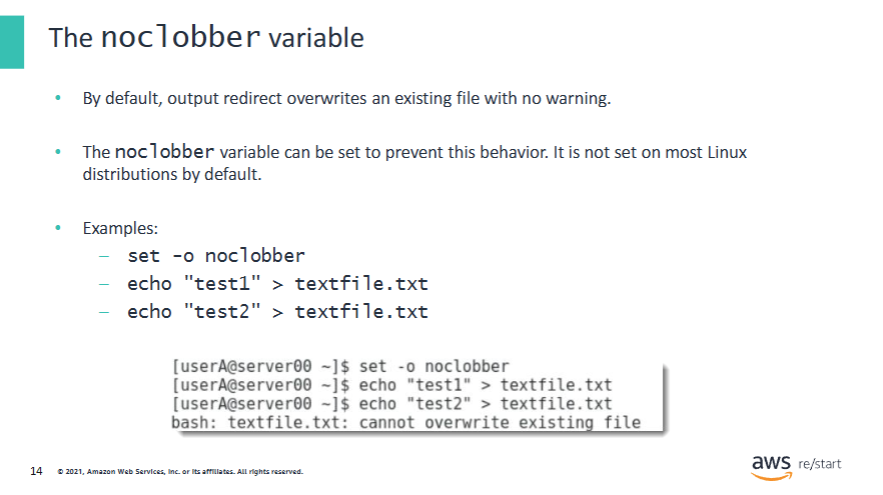 The noclobber variable
• By default, output redirect overwrites an existing file with no warning.
• The noclobber variable can be set to prevent this behavior. It is not set on most Linux
distributions by default.
• Examples:
– set -o noclobber
– echo "test1" > textfile.txt
– echo "test2" > textfile.txt
[userA@server00 ~]$ set -o noclobber
[userA@server00 ~]$ echo "test1" > textfile.txt
[userA@server00 ~]$ echo "test2" > textfile.txt
bash: textfile.txt: cannot overwrite existing file
14 © 2021, Amazon Web Services, Inc. or its affiliates. All rights reserved.
aws re/start